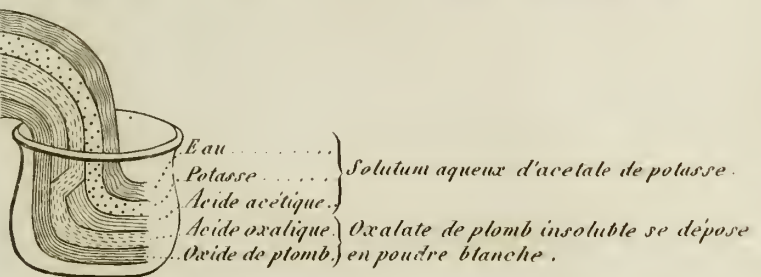 Eau ..........
Potasse ......
Acide acétique.. } Solutum aqueux d'acetate de potasse.
Acide oxalique. } Oxalate de plomb insoluble se dépose
Oxide de plomb. } en poudre blanche.